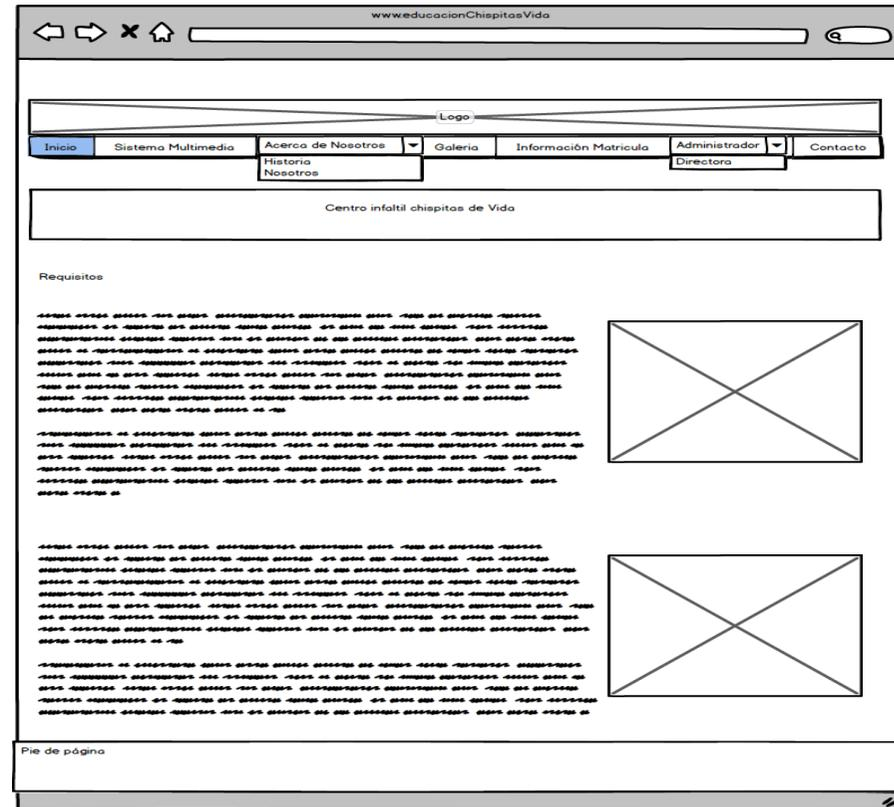 www.educacionChispitasVida
Logo
Inicio Sistema Multimedia Acerca de Nosotros Galeria Información Matricula Administrador Contacto
Historia
Nosotros
Directora
Centro infaltil chispitas de Vida
Requisitos
Pie de página